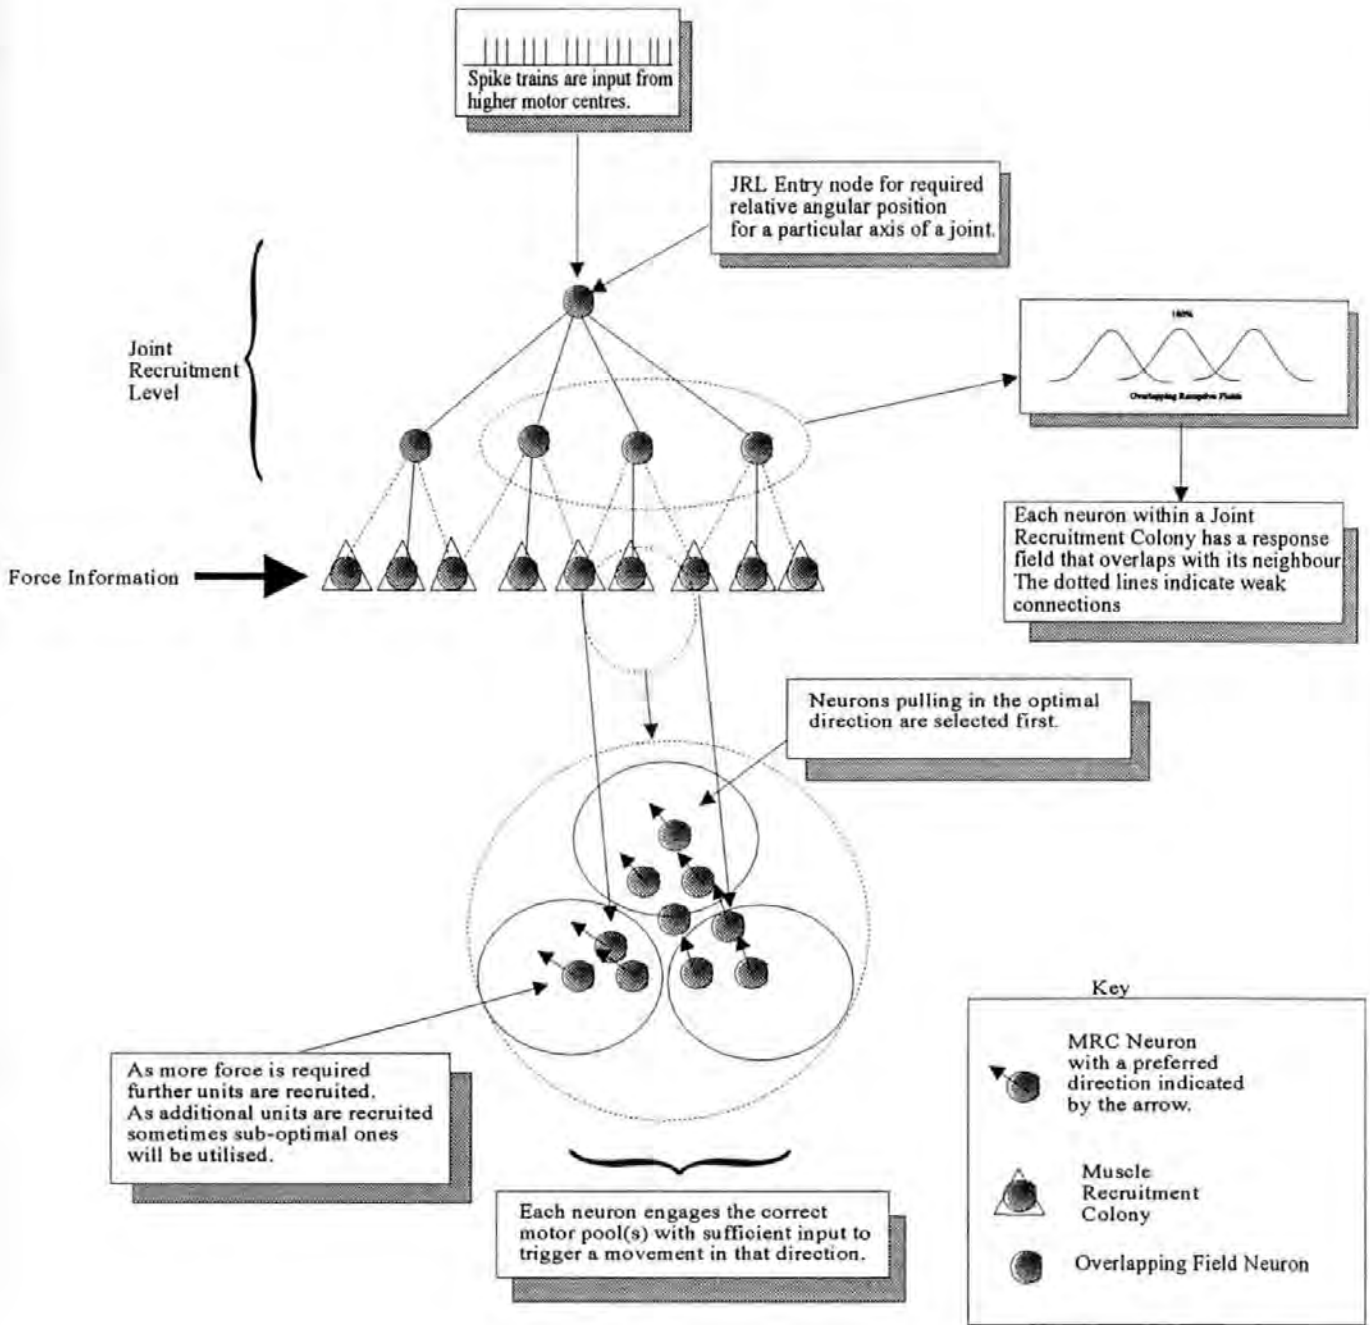 Spike trains are input from
higher motor centres.
JRL Entry node for required
relative angular position
for a particular axis of a joint.
Joint
Recruitment
Level
100%
Overlapping Receptive Fields
Each neuron within a Joint
Recruitment Colony has a response
field that overlaps with its neighbour
The dotted lines indicate weak
connections
Force Information
Neurons pulling in the optimal
direction are selected first.
As more force is required
further units are recruited.
As additional units are recruited
sometimes sub-optimal ones
will be utilised.
Each neuron engages the correct
motor pool(s) with sufficient input to
trigger a movement in that direction.
Key
MRC Neuron
with a preferred
direction indicated
by the arrow.
Muscle
Recruitment
Colony
Overlapping Field Neuron